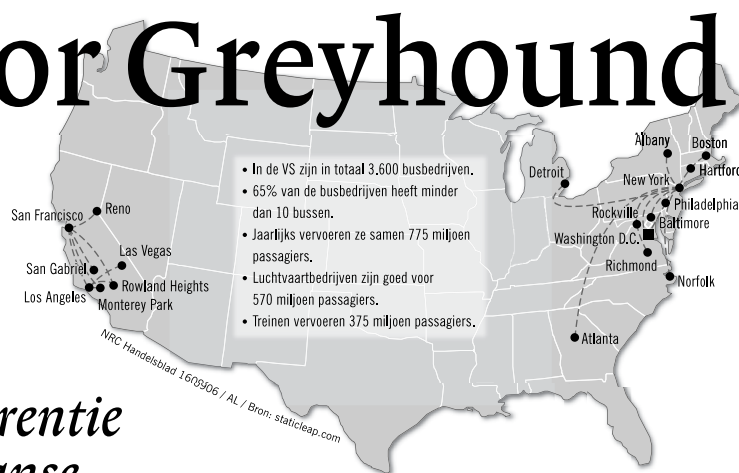 or Greyhound
• In de VS zijn in totaal 3.600 busbedrijven.
• 65% van de busbedrijven heeft minder
dan 10 bussen.
• Jaarlijks vervoeren ze samen 775 miljoen
passagiers.
• Luchtvaartbedrijven zijn goed voor
570 miljoen passagiers.
• Treinen vervoeren 375 miljoen passagiers.
San Francisco
Reno
Las Vegas
San Gabriel
Rowland Heights
Los Angeles
Monterey Park
Detroit
Albany
Boston
Hartford
New York
Philadelphia
Rockville
Baltimore
Washington D.C.
Richmond
Norfolk
Atlanta
NRC Handelsblad / AL / Bron: staticleap.com
rentie
anse